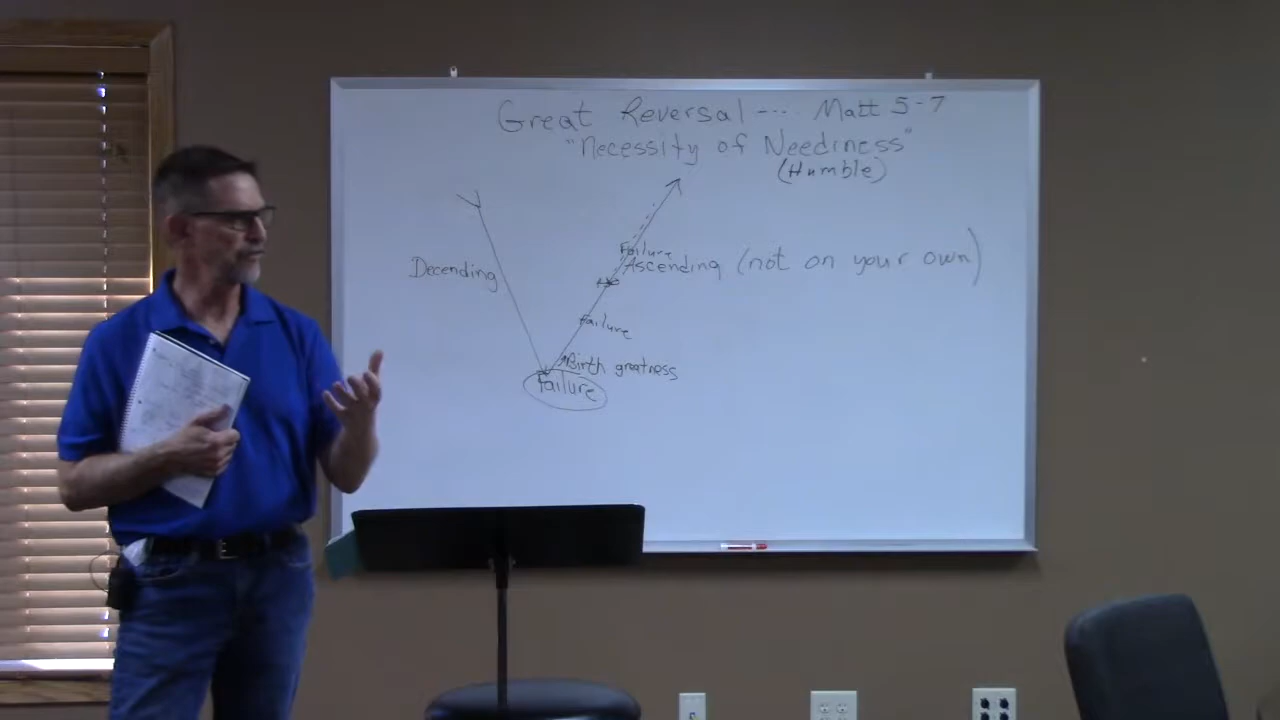 Great Reversal ---- Matt 5-7
"Necessity of Neediness"
(Humble)
Failure
Decending
Ascending (not on your own)
Failure
Birth greatness
Failure